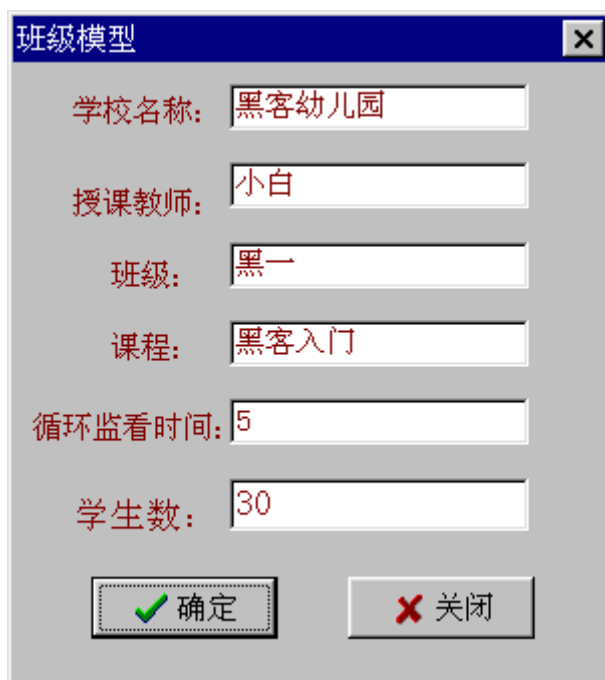 班级模型
学校名称: 黑客幼儿园
授课教师: 小白
班级: 黑一
课程: 黑客入门
循环监看时间: 5
学生数: 30
确定 关闭